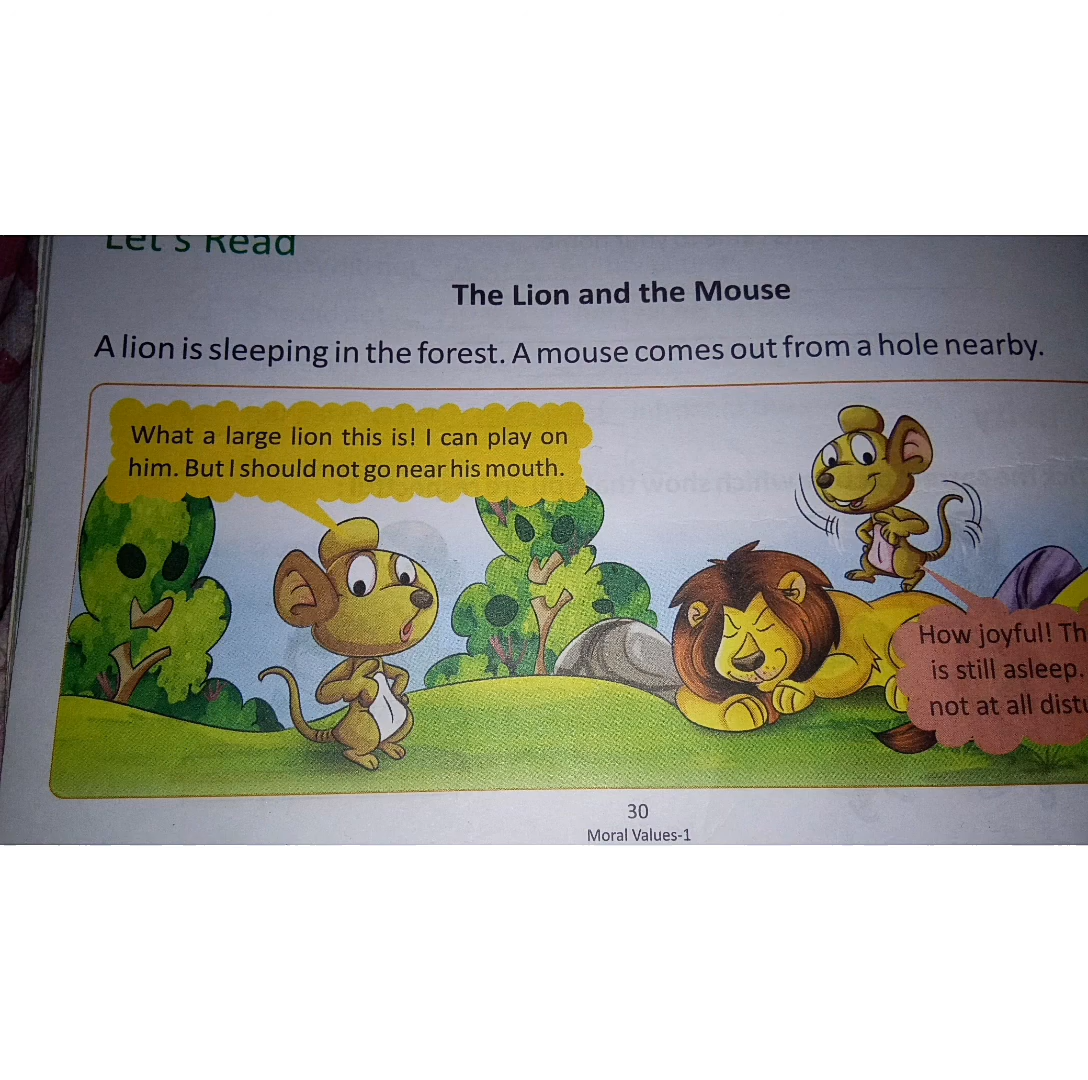 Let's Read
The Lion and the Mouse
A lion is sleeping in the forest. A mouse comes out from a hole nearby.
What a large lion this is! I can play on
him. But I should not go near his mouth.
How joyful!
is still asleep.
not at all
30
Moral Values-1